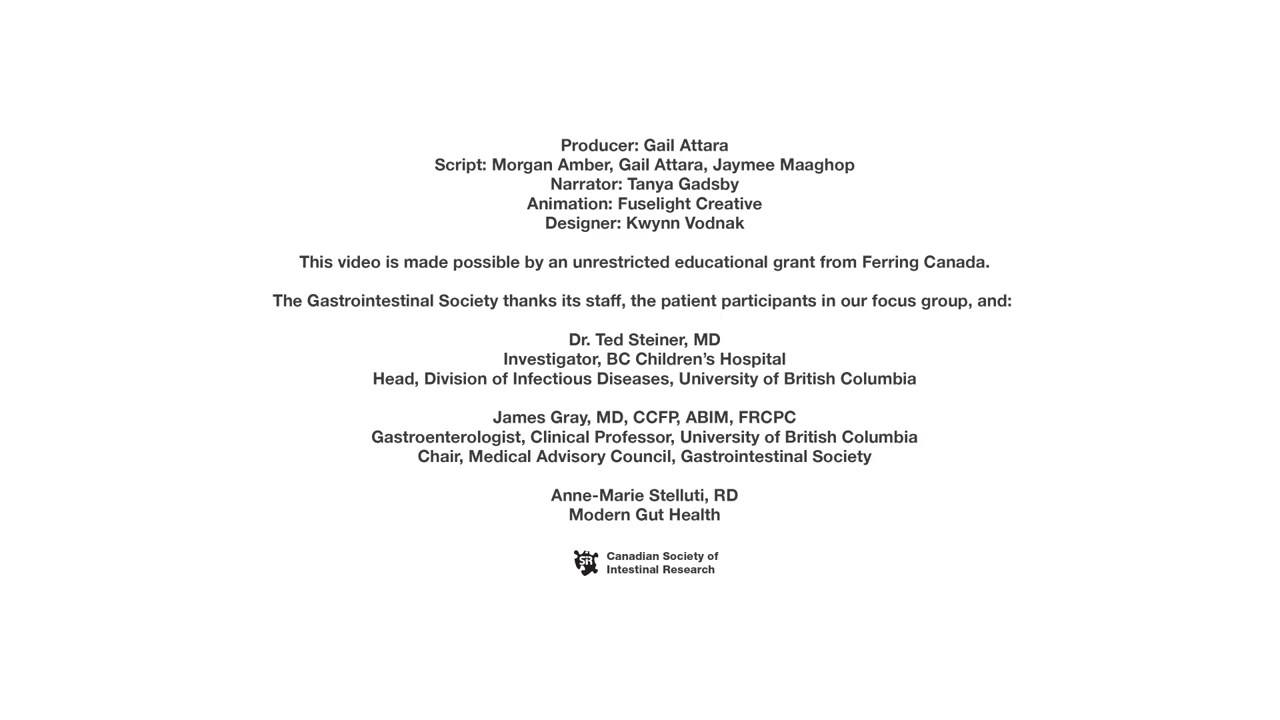 Producer: Gail Attara
Script: Morgan Amber, Gail Attara, Jaymee Maaghop
Narrator: Tanya Gadsby
Animation: Fuselight Creative
Designer: Kwynn Vodnak
This video is made possible by an unrestricted educational grant from Ferring Canada.
The Gastrointestinal Society thanks its staff, the patient participants in our focus group, and:
Dr. Ted Steiner, MD
Investigator, BC Children’s Hospital
Head, Division of Infectious Diseases, University of British Columbia
James Gray, MD, CCFP, ABIM, FRCPC
Gastroenterologist, Clinical Professor, University of British Columbia
Chair, Medical Advisory Council, Gastrointestinal Society
Anne-Marie Stelluti, RD
Modern Gut Health
Canadian Society of
Intestinal Research